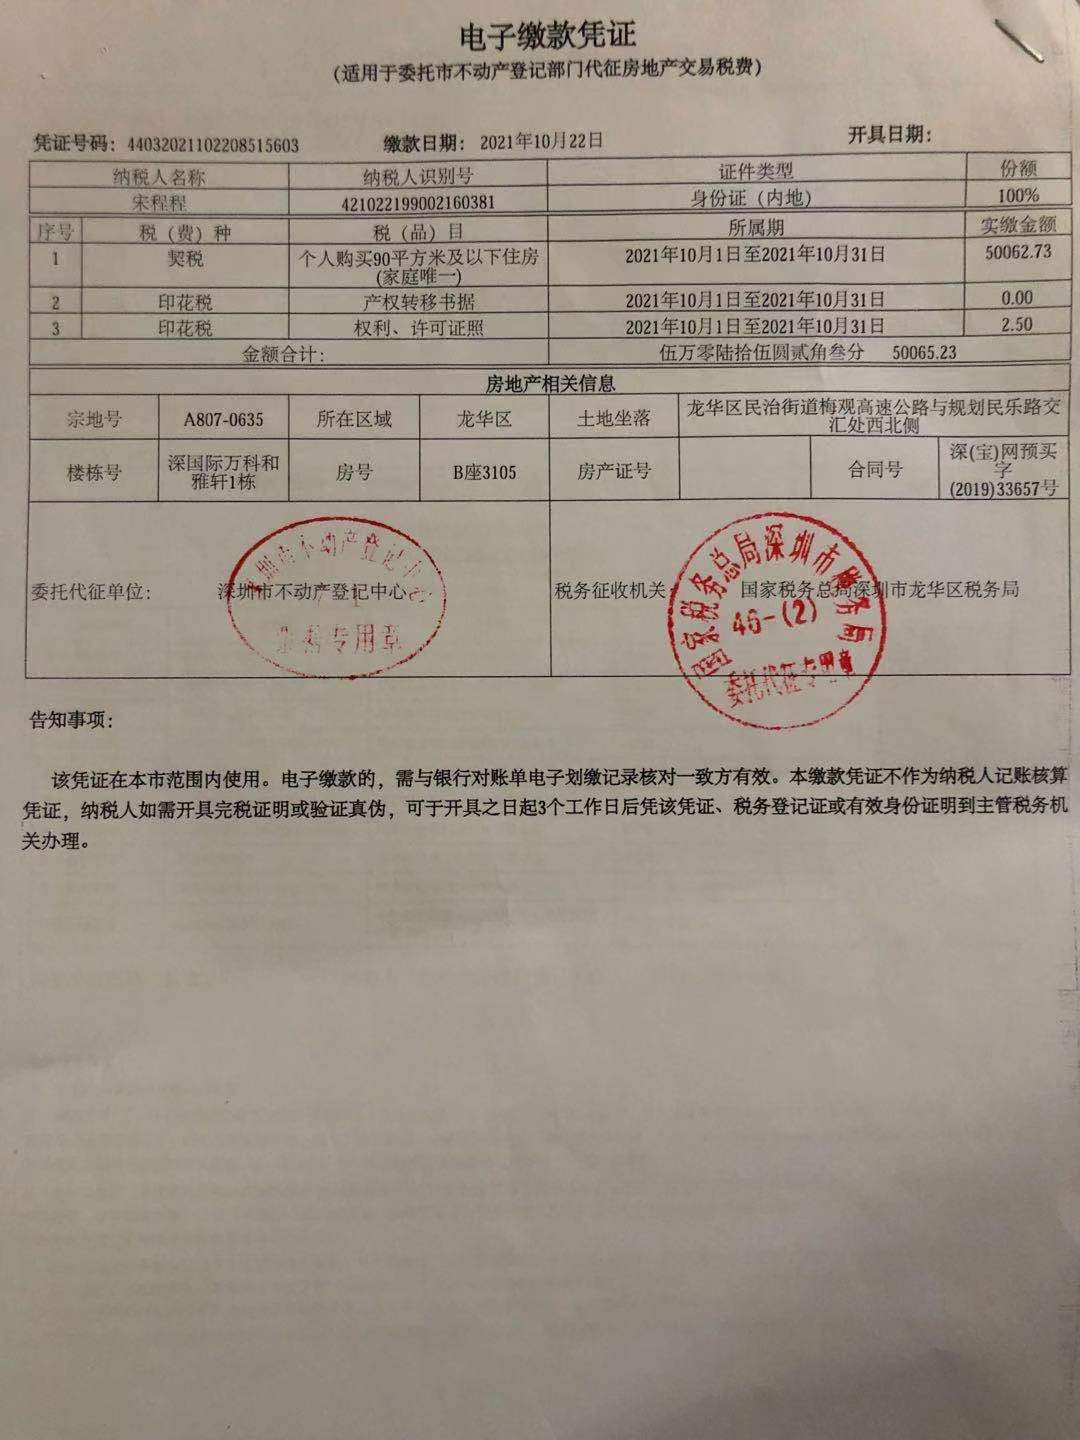 电子缴款凭证
(适用于委托市不动产登记部门代征房地产交易税费)
凭证号码: 44032021102208515603 缴款日期: 2021年10月22日 开具日期:
纳税人名称 纳税人识别号 证件类型 份额
宋程程 421022199002160381 身份证（内地） 100%
序号 税（费）种 税（品）目 所属期 实缴金额
1 契税 个人购买90平方米及以下住房 2021年10月1日至2021年10月31日 50062.73
(家庭唯一)
2 印花税 产权转移书据 2021年10月1日至2021年10月31日 0.00
3 印花税 权利、许可证照 2021年10月1日至2021年10月31日 2.50
金额合计: 伍万零陆拾伍圆贰角叁分 50065.23
房地产相关信息
宗地号 A807-0635 所在区域 龙华区 土地坐落 龙华区民治街道梅观高速公路与规划民乐路交
汇处西北侧
楼栋号 深国际万科和 房号 B座3105 房产证号 合同号 深(宝)网预买
雅轩1栋 字
(2019)33657号
委托代征单位: 深圳市不动产登记中心 税务征收机关: 国家税务总局深圳市龙华区税务局
深圳市不动产登记中心
专用章
国家税务总局深圳市税务局
46-(2)
委托代征专用章
告知事项:
该凭证在本市范围内使用。电子缴款的，需与银行对账单电子划缴记录核对一致方有效。本缴款凭证不作为纳税人记账核算
凭证，纳税人如需开具完税证明或验证真伪，可于开具之日起3个工作日后凭该凭证、税务登记证或有效身份证明到主管税务机
关办理。